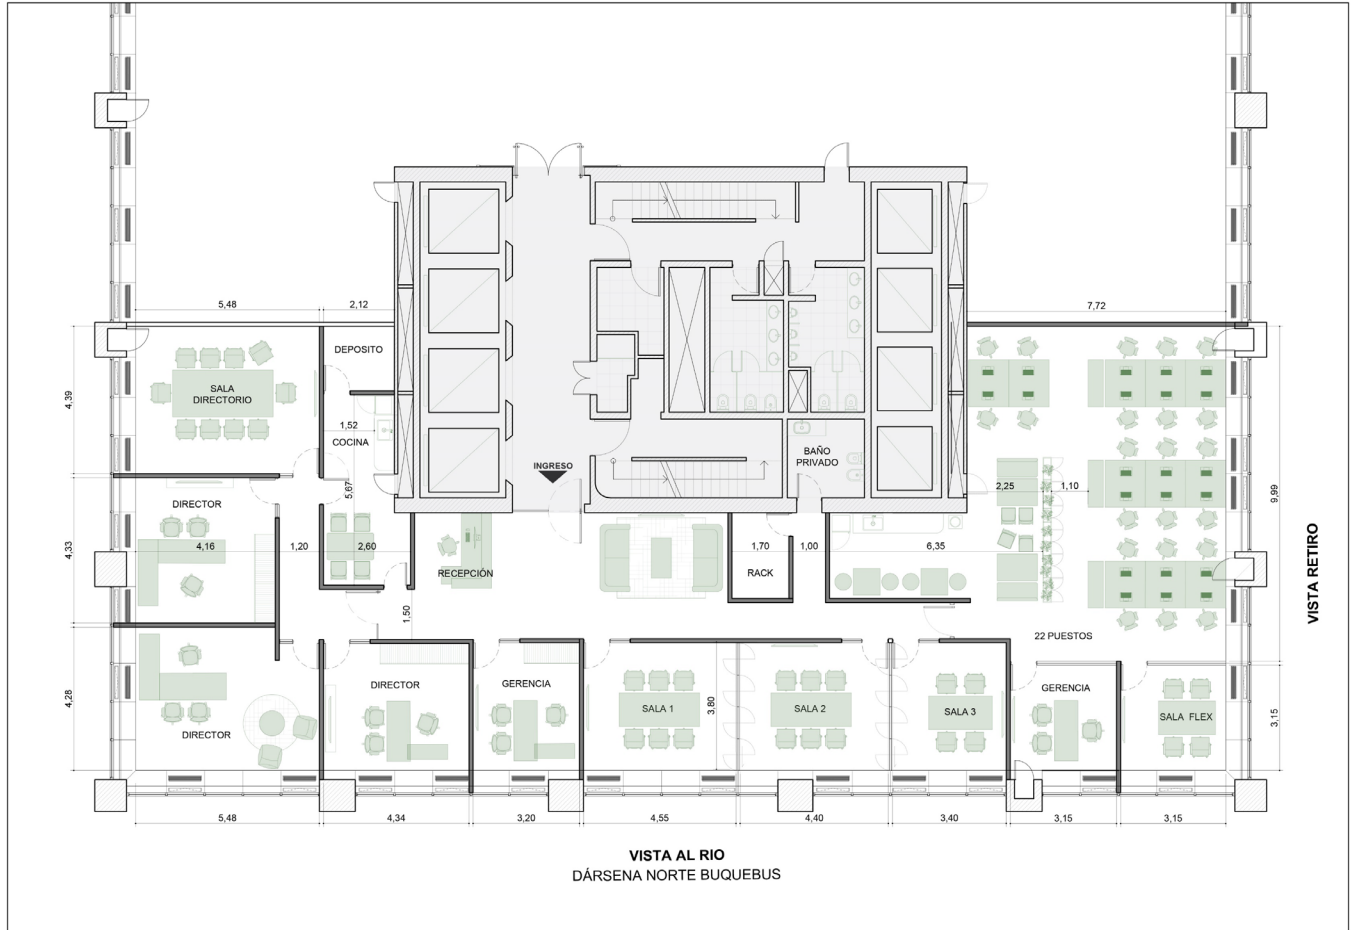 5,48
2,12
7,72
DEPOSITO
SALA
DIRECTORIO
4,39
1,52
COCINA
INGRESO
BAÑO
PRIVADO
DIRECTOR
5,67
2,25
1,10
9,99
4,33
4,16
1,20
2,60
RECEPCIÓN
1,70
1,00
6,35
RACK
VISTA RETIRO
1,50
22 PUESTOS
4,28
DIRECTOR
DIRECTOR
GERENCIA
SALA 1
3,80
SALA 2
SALA 3
GERENCIA
SALA FLEX
3,15
5,48
4,34
3,20
4,55
4,40
3,40
3,15
3,15
VISTA AL RIO
DÁRSENA NORTE BUQUEBUS